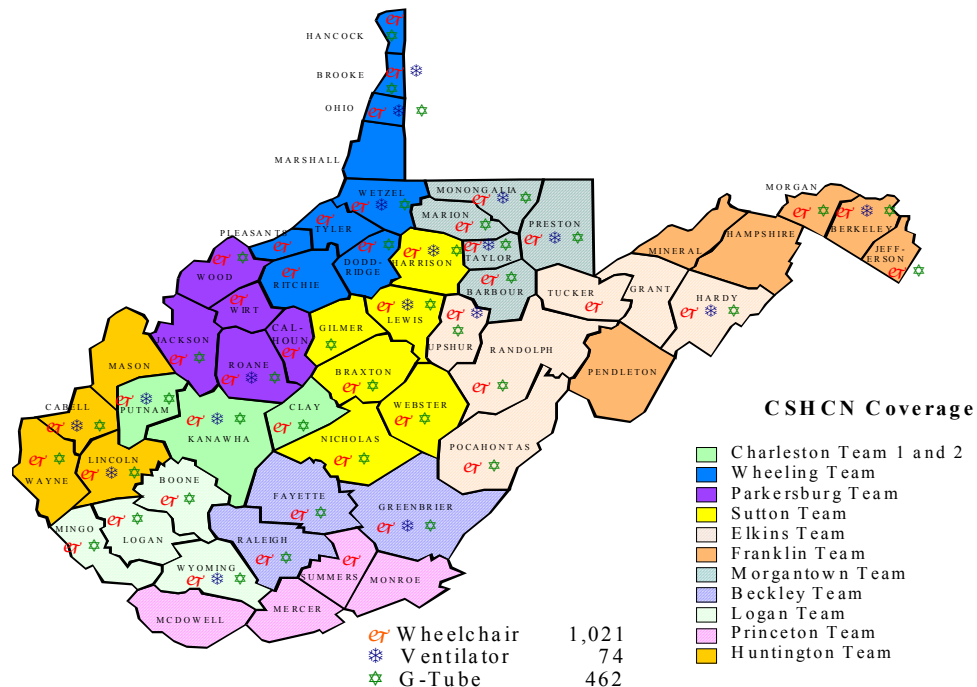 HANCOCK
BROOKE
OHIO
MARSHALL
WETZEL
MONONGALIA
MORGAN
MARION
PLEASANTS
TYLER
PRESTON
BERKELEY
HAMPSHIRE
MINERAL
DODD-
RIDGE
HARRISON
TAYLOR
JEFF-
ERSON
WOOD
RITCHIE
BARBOUR
TUCKER
GRANT
HARDY
WIRT
CAL-
HOUN
GILMER
LEWIS
UPSHUR
RANDOLPH
JACKSON
ROANE
BRAXTON
PENDLETON
MASON
CABELL
PUTNAM
CLAY
WEBSTER
KANAWHA
NICHOLAS
POCAHONTAS
WAYNE
LINCOLN
BOONE
FAYETTE
GREENBRIER
MINGO
LOGAN
RALEIGH
WYOMING
SUMMERS
MONROE
MCDOWELL
MERCER
CSHCN Coverage
Charleston Team 1 and 2
Wheeling Team
Parkersburg Team
Sutton Team
Elkins Team
Franklin Team
Morgantown Team
Beckley Team
Logan Team
Princeton Team
Huntington Team
Wheelchair 1,021
Ventilator 74
G-Tube 462